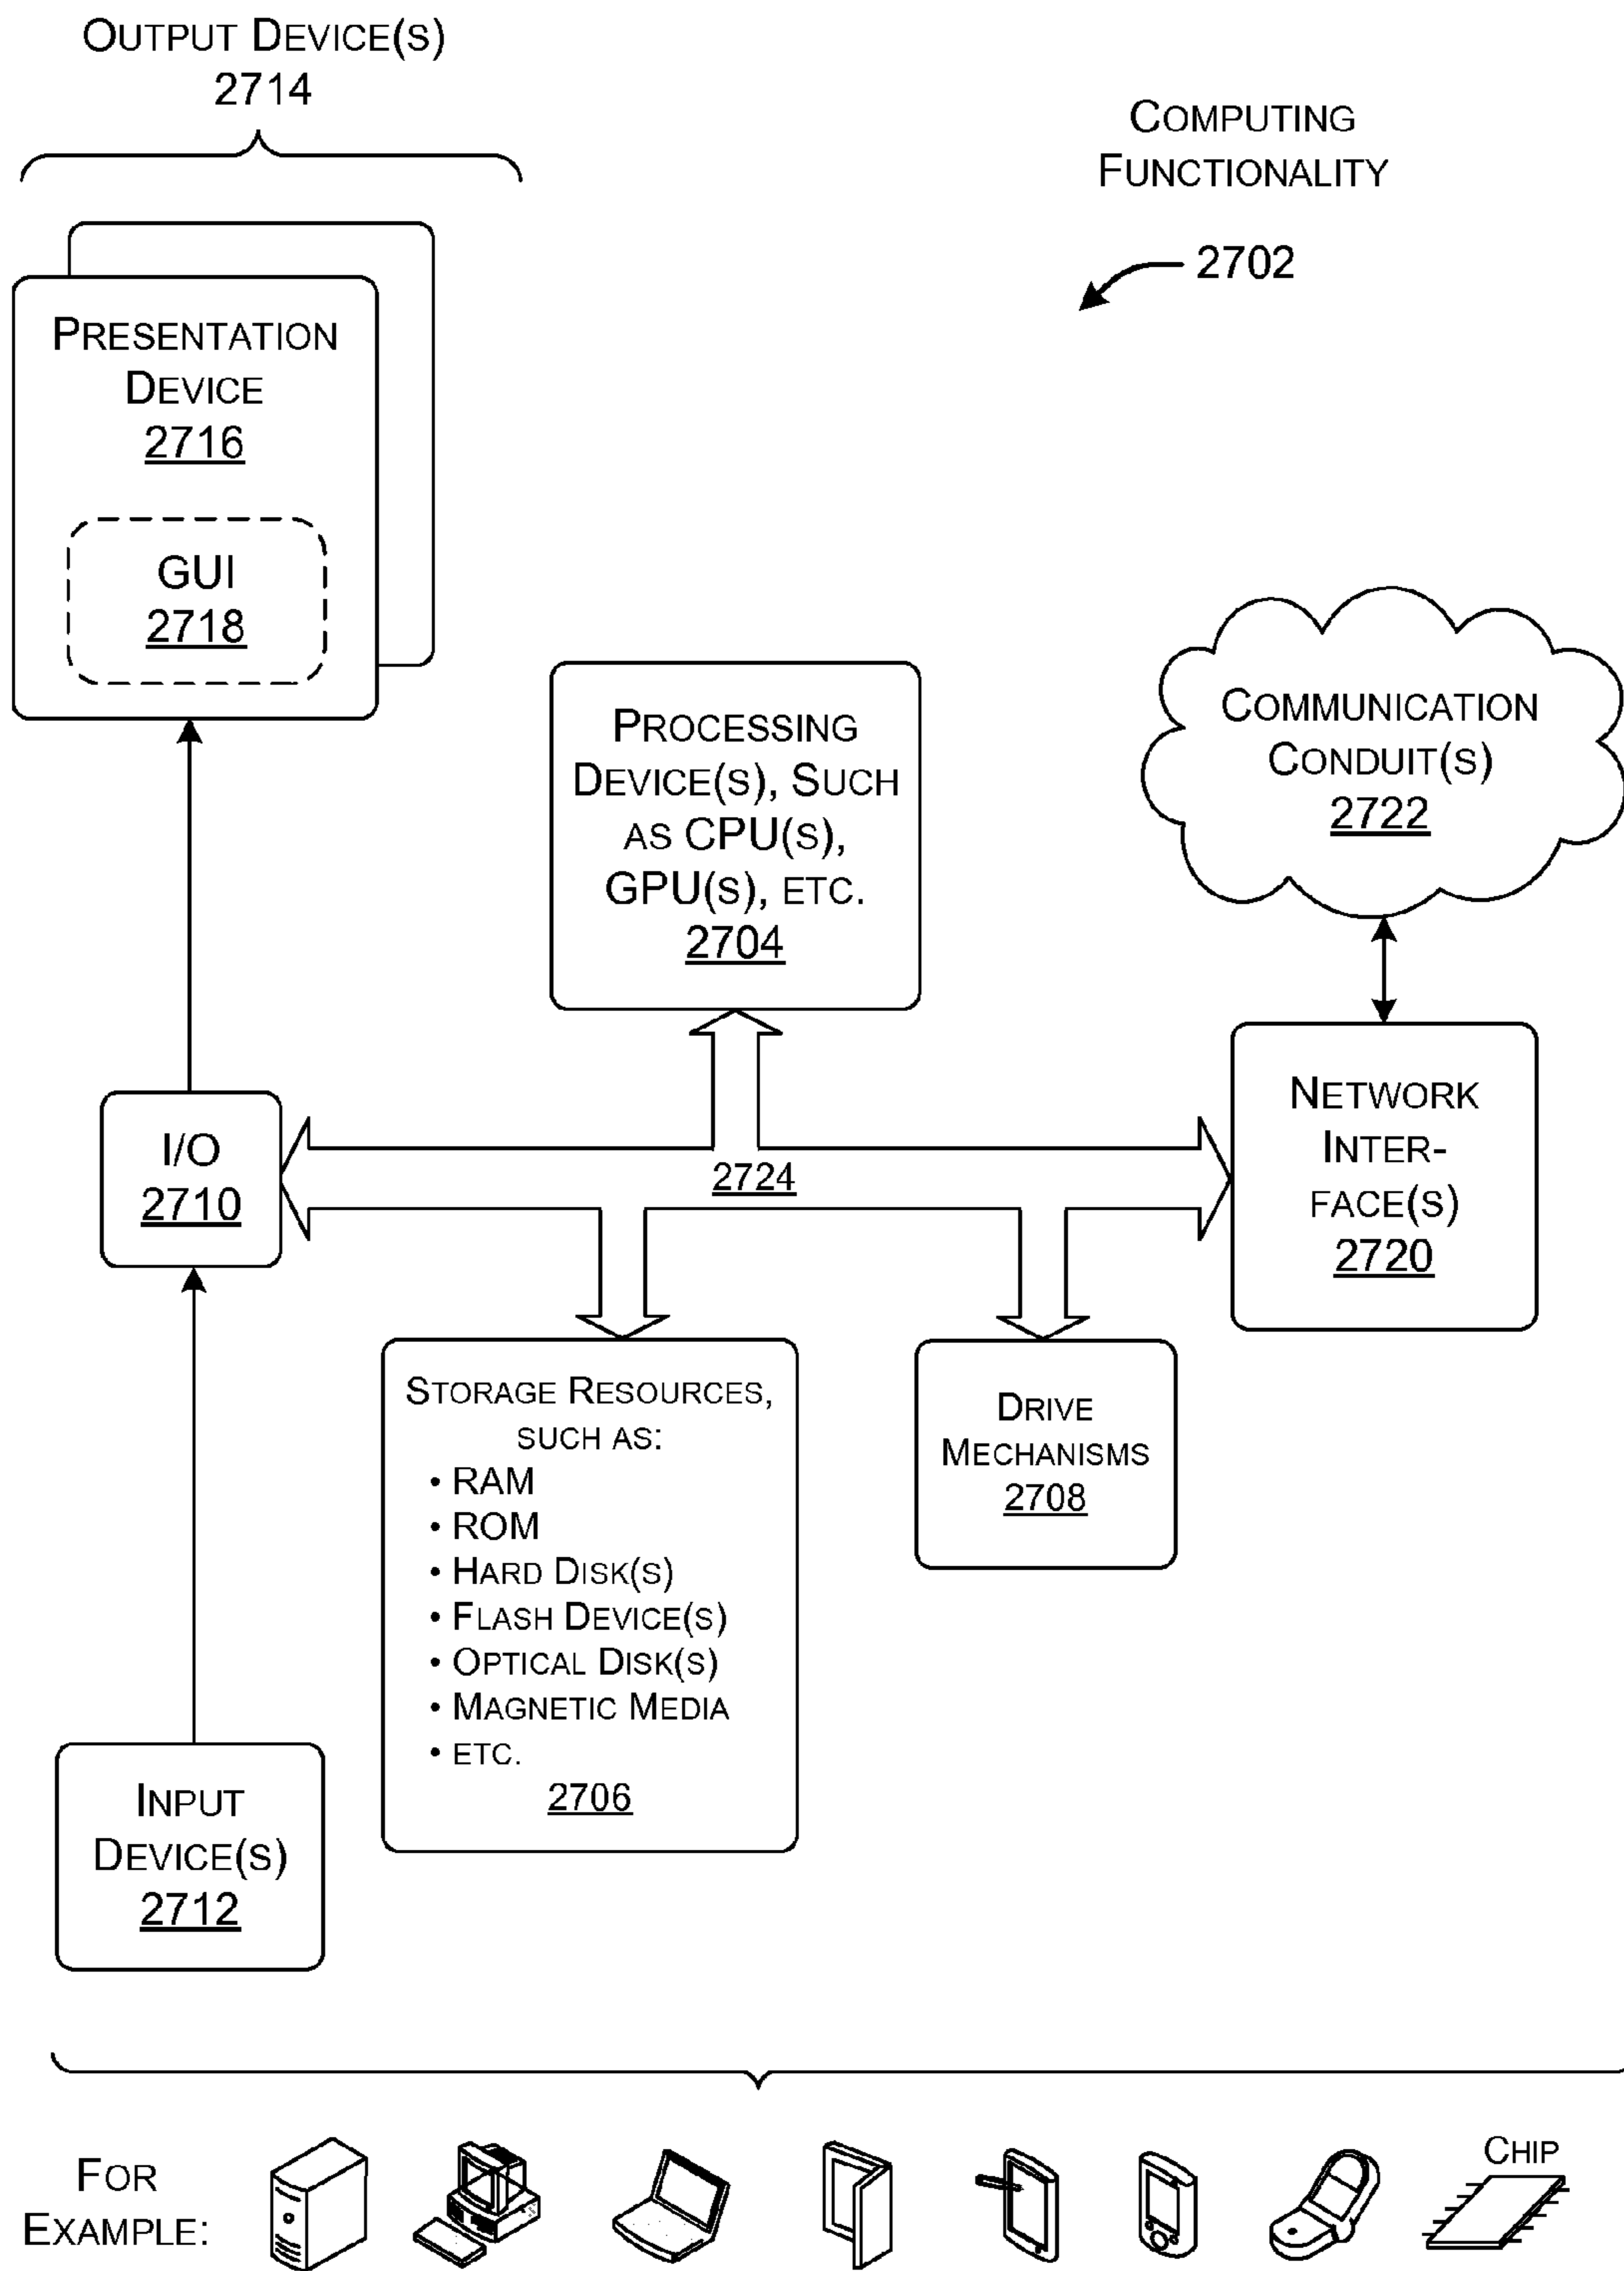 OUTPUT DEVICE(S)
2714
COMPUTING
FUNCTIONALITY
2702
PRESENTATION
DEVICE
2716
GUI
2718
PROCESSING
DEVICE(S), SUCH
AS CPU(S),
GPU(S), ETC.
2704
COMMUNICATION
CONDUIT(S)
2722
I/O
2710
2724
NETWORK
INTER-
FACE(S)
2720
STORAGE RESOURCES,
SUCH AS:
• RAM
• ROM
• HARD DISK(S)
• FLASH DEVICE(S)
• OPTICAL DISK(S)
• MAGNETIC MEDIA
• ETC.
2706
DRIVE
MECHANISMS
2708
INPUT
DEVICE(S)
2712
FOR
EXAMPLE:
CHIP